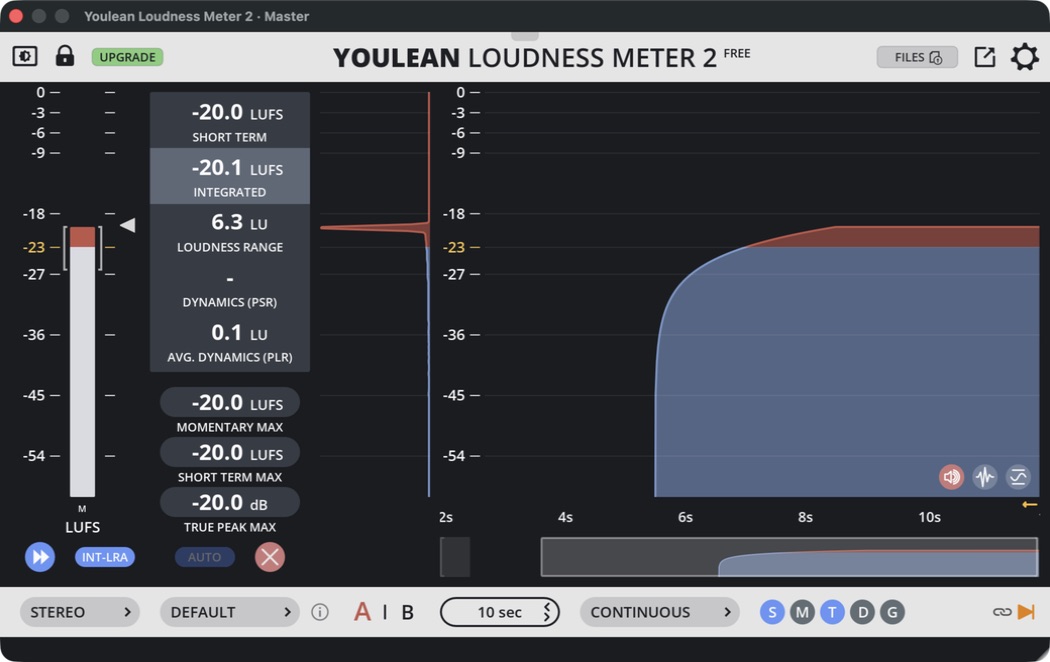 Youlean Loudness Meter 2 · Master
UPGRADE
YOULEAN LOUDNESS METER 2 FREE
FILES
0
-3
-6
-9
-18
-23
-27
-36
-45
-54
M
LUFS
-20.0 LUFS
SHORT TERM
-20.1 LUFS
INTEGRATED
6.3 LU
LOUDNESS RANGE
-
DYNAMICS (PSR)
0.1 LU
AVG. DYNAMICS (PLR)
-20.0 LUFS
MOMENTARY MAX
-20.0 LUFS
SHORT TERM MAX
-20.0 dB
TRUE PEAK MAX
INT-LRA
AUTO
0
-3
-6
-9
-18
-23
-27
-36
-45
-54
2s 4s 6s 8s 10s
STEREO DEFAULT A | B 10 sec CONTINUOUS S M T D G